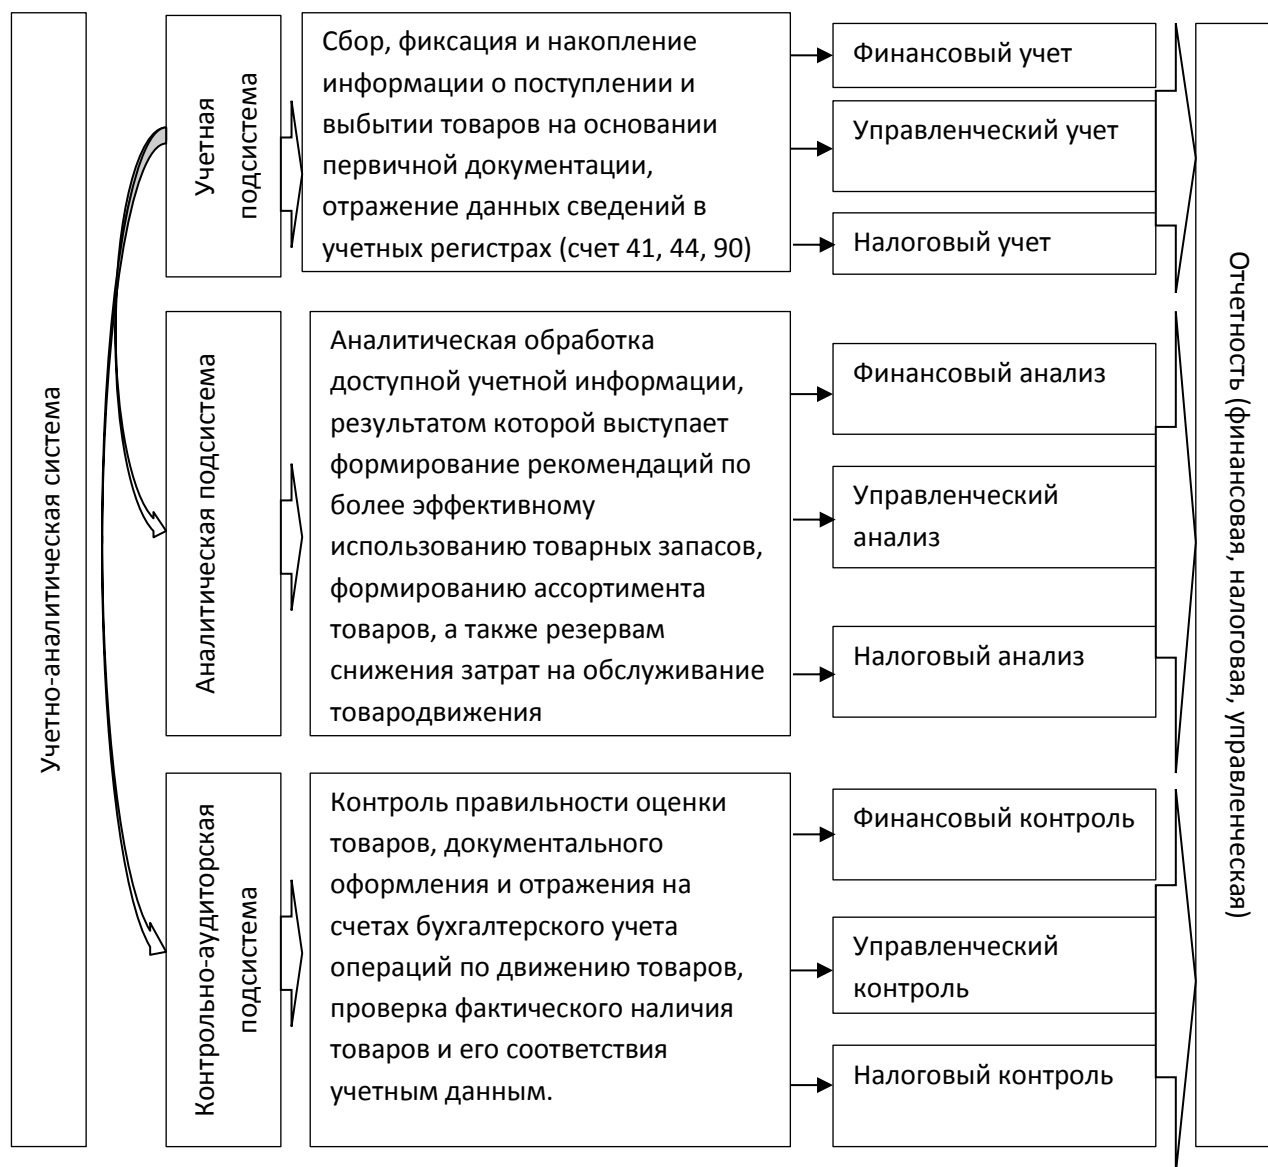 Учетно-аналитическая система
Учетная
подсистема
Сбор, фиксация и накопление
информации о поступлении и
выбытии товаров на основании
первичной документации,
отражение данных сведений в
учетных регистрах (счет 41, 44, 90)
Финансовый учет
Управленческий учет
Налоговый учет
Аналитическая подсистема
Аналитическая обработка
доступной учетной информации,
результатом которой выступает
формирование рекомендаций по
более эффективному
использованию товарных запасов,
формированию ассортимента
товаров, а также резервам
снижения затрат на обслуживание
товародвижения
Финансовый анализ
Управленческий
анализ
Налоговый анализ
Контрольно-аудиторская
подсистема
Контроль правильности оценки
товаров, документального
оформления и отражения на
счетах бухгалтерского учета
операций по движению товаров,
проверка фактического наличия
товаров и его соответствия
учетным данным.
Финансовый контроль
Управленческий
контроль
Налоговый контроль
Отчетность (финансовая, налоговая, управленческая)